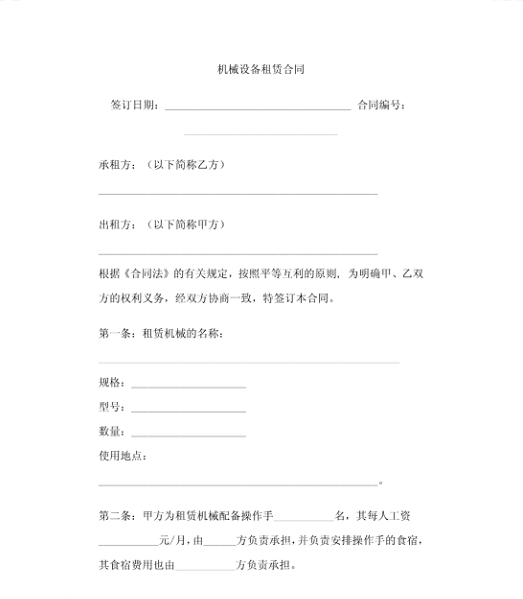 机械设备租赁合同
签订日期：__________________ 合同编号：
__________________
承租方：（以下简称乙方）
__________________
出租方：（以下简称甲方）
__________________
根据《合同法》的有关规定，按照平等互利的原则，为明确甲、乙双
方的权利义务，经双方协商一致，特签订本合同。
第一条：租赁机械的名称：
__________________
规格：__________________
型号：__________________
数量：__________________
使用地点：
__________________。
第二条：甲方为租赁机械配备操作手__________名，其每人工资
__________元/月，由______方负责承担，并负责安排操作手的食宿，
其食宿费用也由__________方负责承担。